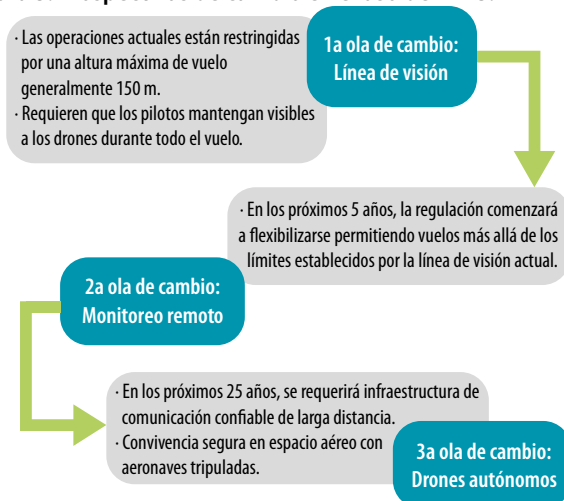 · Las operaciones actuales están restringidas
por una altura máxima de vuelo
generalmente 150 m.
· Requieren que los pilotos mantengan visibles
a los drones durante todo el vuelo.
1a ola de cambio:
Línea de visión
· En los próximos 5 años, la regulación comenzará
a flexibilizarse permitiendo vuelos más allá de los
límites establecidos por la línea de visión actual.
2a ola de cambio:
Monitoreo remoto
· En los próximos 25 años, se requerirá infraestructura de
comunicación confiable de larga distancia.
· Convivencia segura en espacio aéreo con
aeronaves tripuladas.
3a ola de cambio:
Drones autónomos